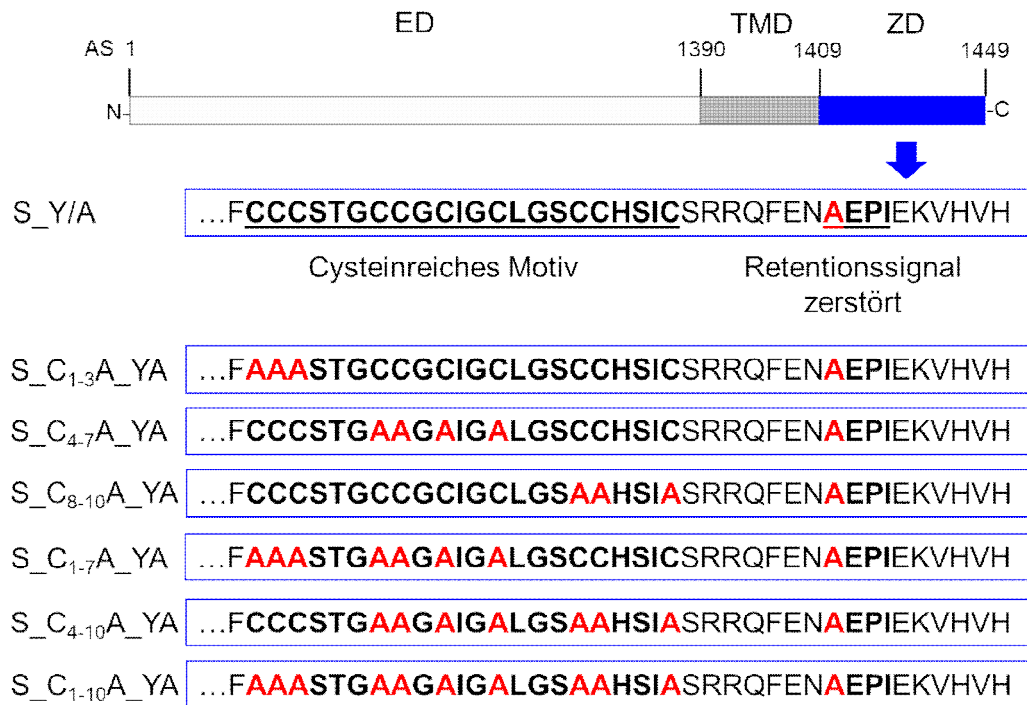 ED TMD ZD
AS 1 1390 1409 1449
N- -C
S_Y/A ...FCCCSTGCCGCIGCLGSCCHSICSRRQFENAEPIEKVHVH
Cysteinreiches Motiv Retentionssignal
zerstört
S_C1-3A_YA ...FAAASTGCCGCIGCLGSCCHSICSRRQFENAEPIEKVHVH
S_C4-7A_YA ...FCCCSTGAAGAIGALGSCCHSICSRRQFENAEPIEKVHVH
S_C8-10A_YA ...FCCCSTGCCGCIGCLGSAAHSIASRRQFENAEPIEKVHVH
S_C1-7A_YA ...FAAASTGAAGAIGALGSCCHSICSRRQFENAEPIEKVHVH
S_C4-10A_YA ...FCCCSTGAAGAIGALGSAAHSIASRRQFENAEPIEKVHVH
S_C1-10A_YA ...FAAASTGAAGAIGALGSAAHSIASRRQFENAEPIEKVHVH